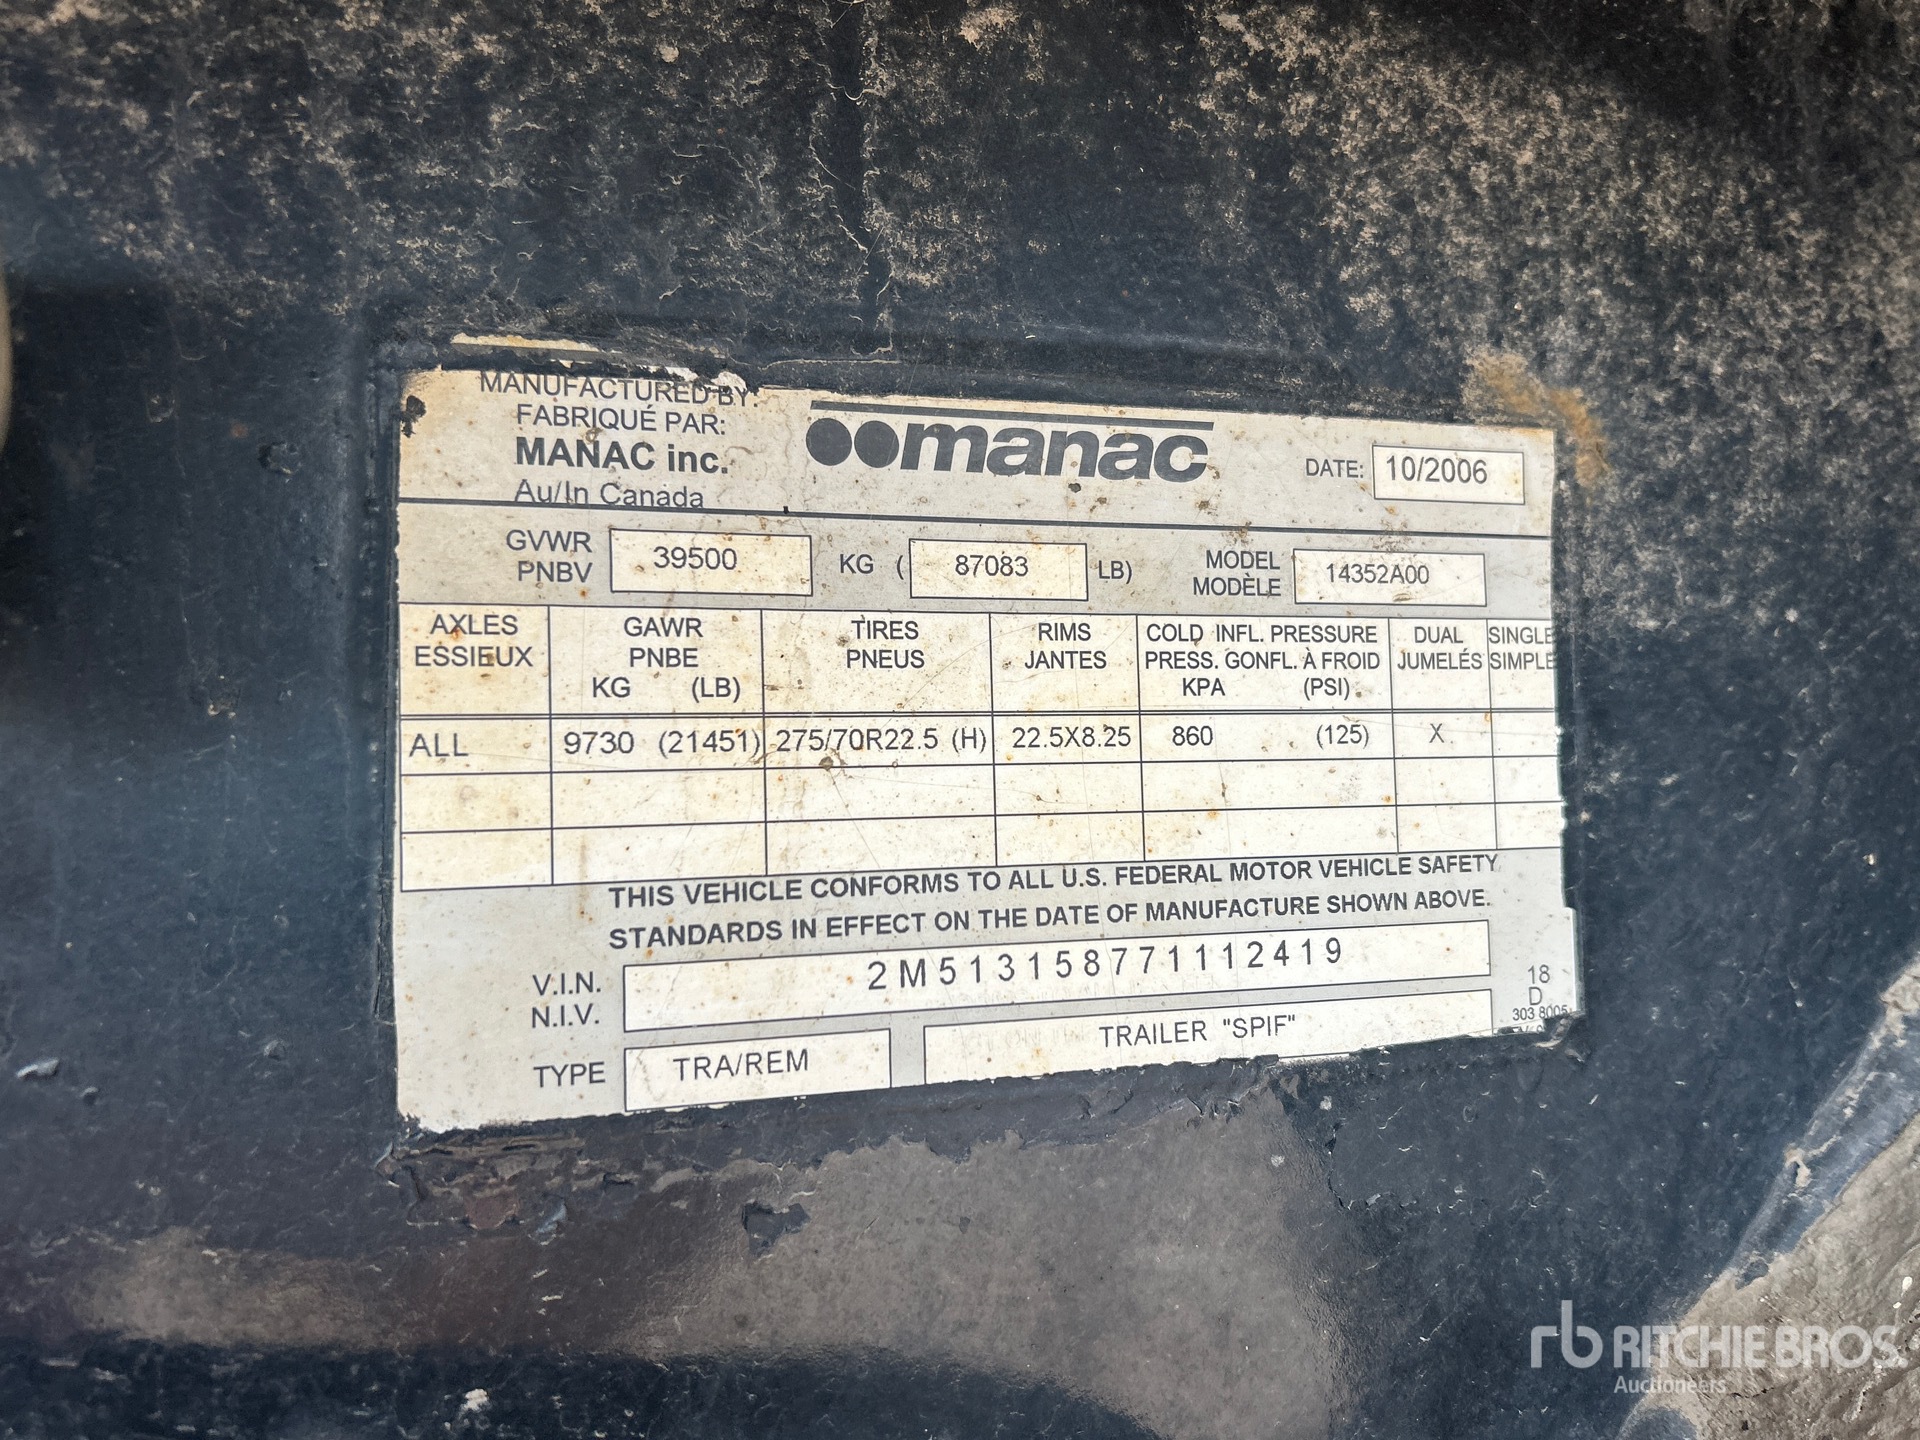 MANUFACTURED BY:
FABRIQUÉ PAR:
MANAC inc.
Au/In Canada
manac
DATE: 10/2006
GVWR
PNBV
39500 KG ( 87083 LB)
MODEL
MODÈLE
14352A00
AXLES
ESSIEUX
GAWR
PNBE
KG (LB)
TIRES
PNEUS
RIMS
JANTES
COLD INFL. PRESSURE
PRESS. GONFL. À FROID
KPA (PSI)
DUAL
JUMELÉS
SINGLE
SIMPLE
ALL 9730 (21451) 275/70R22.5 (H) 22.5X8.25 860 (125) X
THIS VEHICLE CONFORMS TO ALL U.S. FEDERAL MOTOR VEHICLE SAFETY
STANDARDS IN EFFECT ON THE DATE OF MANUFACTURE SHOWN ABOVE.
V.I.N.
N.I.V.
2M513158771112419
TYPE TRA/REM TRAILER "SPIF"
18
D
303 8005
rb RITCHIE BROS.
Auctioneers